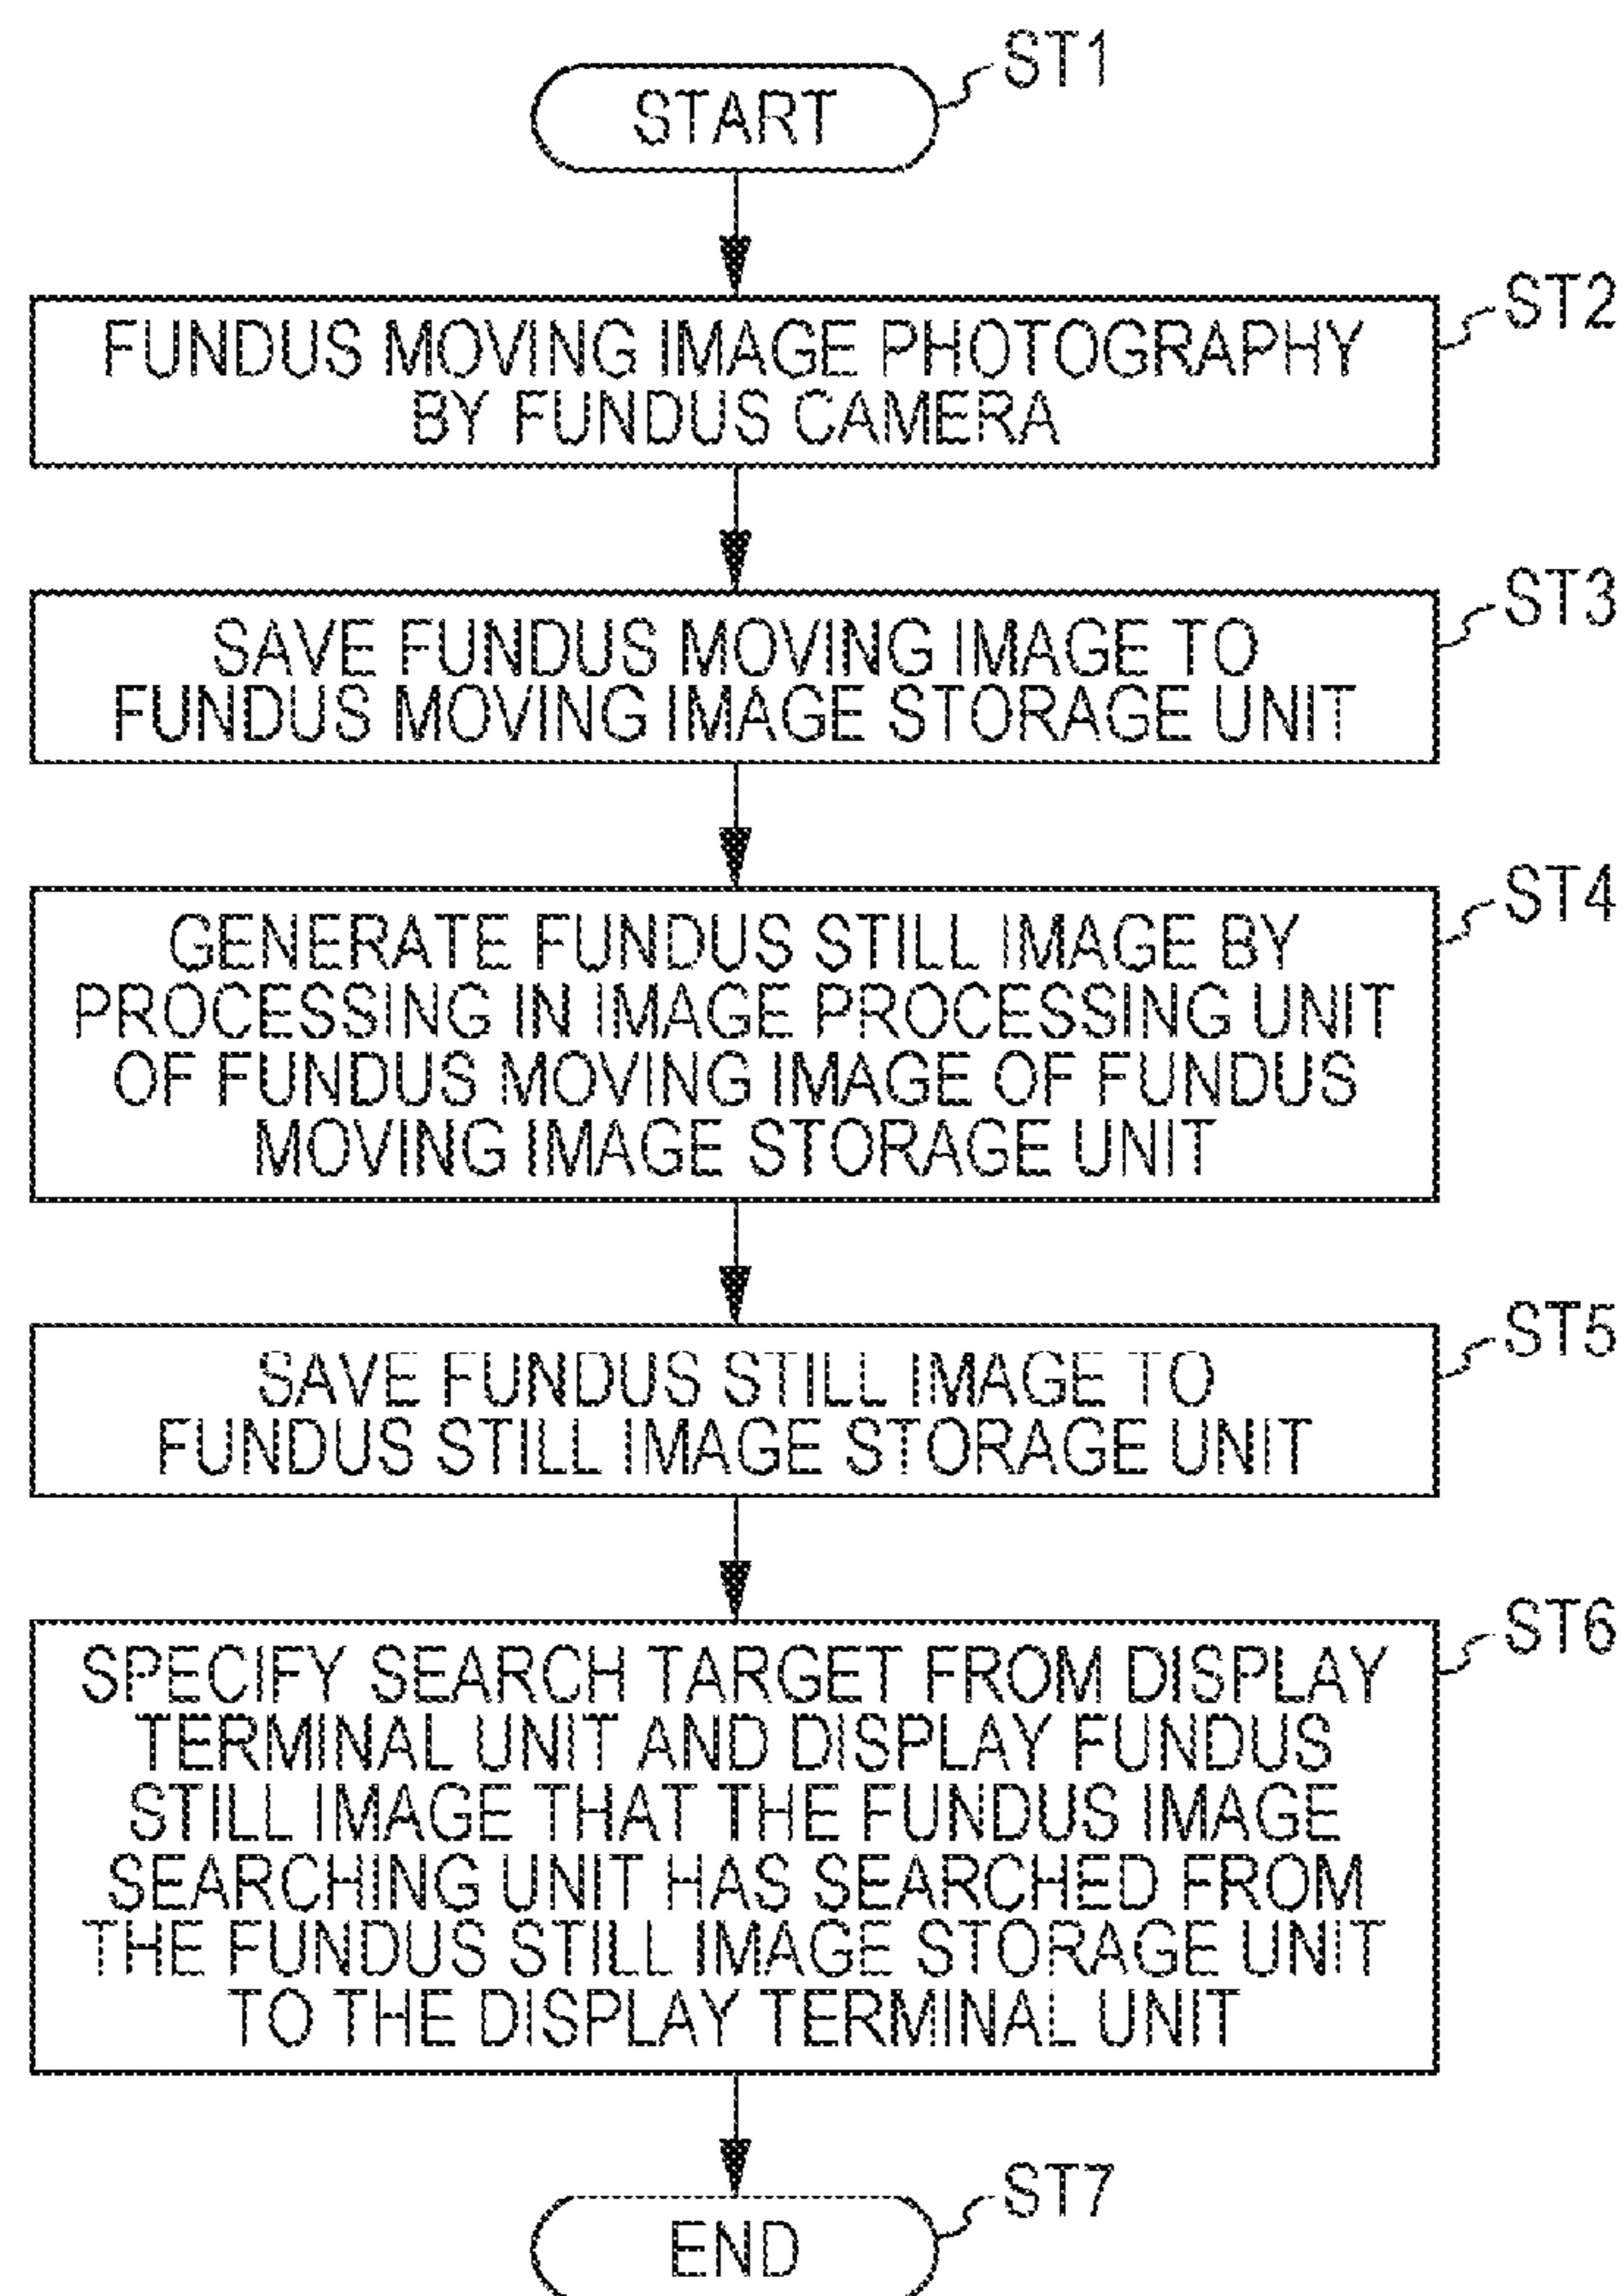 START
ST1
FUNDUS MOVING IMAGE PHOTOGRAPHY
BY FUNDUS CAMERA
ST2
SAVE FUNDUS MOVING IMAGE TO
FUNDUS MOVING IMAGE STORAGE UNIT
ST3
GENERATE FUNDUS STILL IMAGE BY
PROCESSING IN IMAGE PROCESSING UNIT
OF FUNDUS MOVING IMAGE OF FUNDUS
MOVING IMAGE STORAGE UNIT
ST4
SAVE FUNDUS STILL IMAGE TO
FUNDUS STILL IMAGE STORAGE UNIT
ST5
SPECIFY SEARCH TARGET FROM DISPLAY
TERMINAL UNIT AND DISPLAY FUNDUS
STILL IMAGE THAT THE FUNDUS IMAGE
SEARCHING UNIT HAS SEARCHED FROM
THE FUNDUS STILL IMAGE STORAGE UNIT
TO THE DISPLAY TERMINAL UNIT
ST6
END
ST7